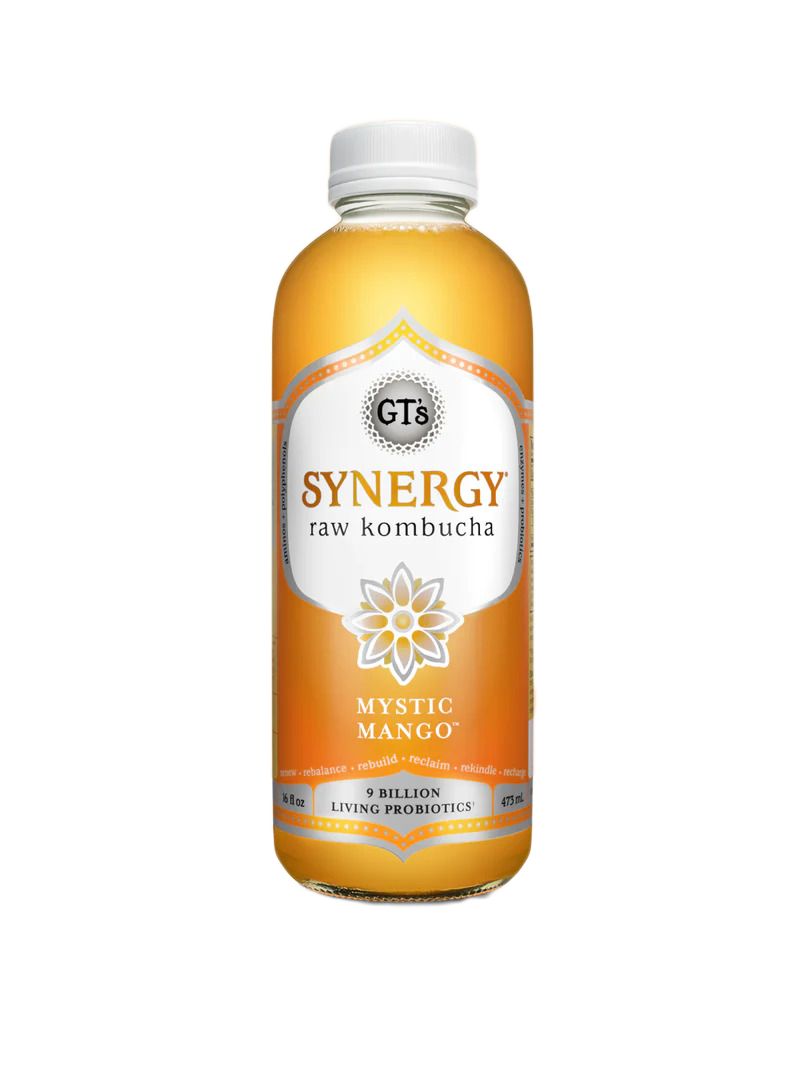 GT's
SYNERGY®
raw kombucha
aminos + polyphenols
enzymes + probiotics
MYSTIC
MANGO™
renew • rebalance • rebuild • reclaim • rekindle • recharge
16 fl oz
9 BILLION
LIVING PROBIOTICS†
473 mL